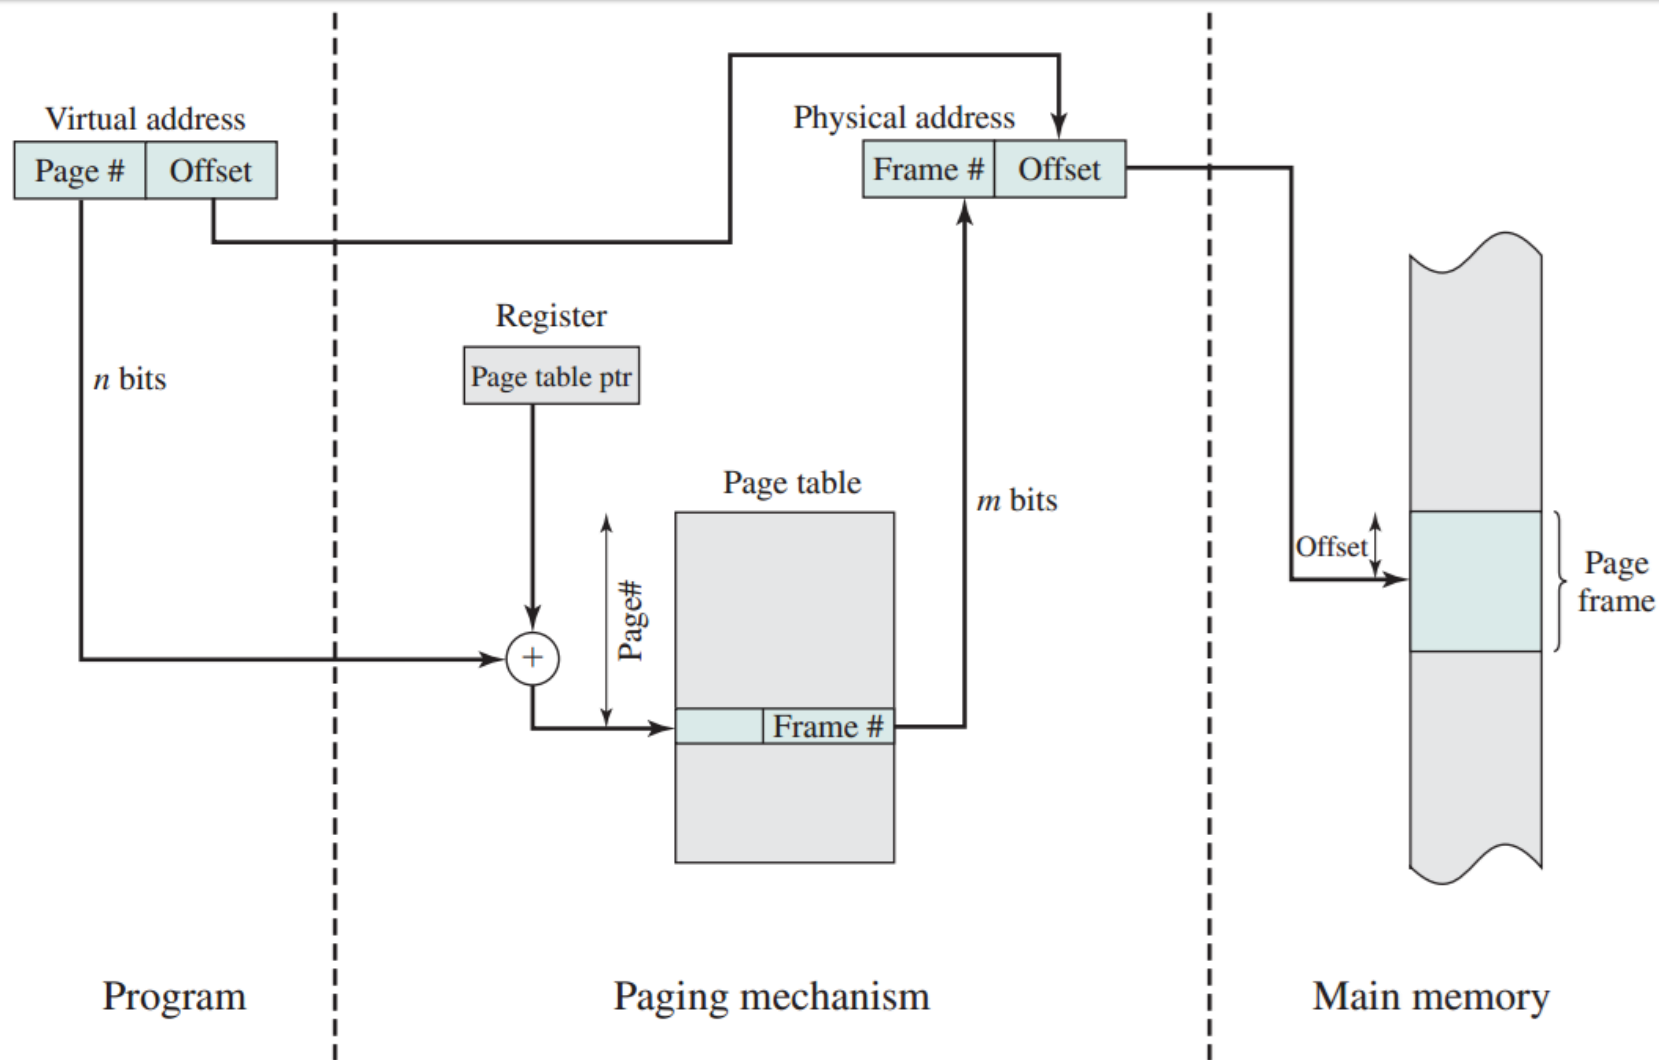 Virtual address
Page #
Offset
Physical address
Frame #
Offset
Register
Page table ptr
n bits
Page table
Page#
m bits
Frame #
Offset
Page
frame
+
Program
Paging mechanism
Main memory